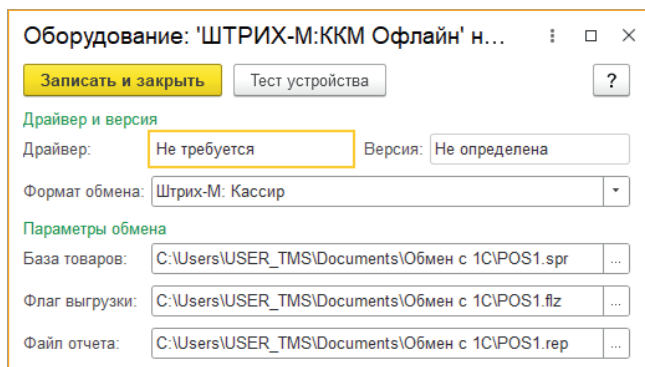 Оборудование: 'ШТРИХ-М:ККМ Офлайн' н...
Записать и закрыть Тест устройства ?
Драйвер и версия
Драйвер: Не требуется Версия: Не определена
Формат обмена: Штрих-М: Кассир
Параметры обмена
База товаров: C:\Users\USER_TMS\Documents\Обмен с 1С\POS1.spr ...
Флаг выгрузки: C:\Users\USER_TMS\Documents\Обмен с 1С\POS1.flz ...
Файл отчета: C:\Users\USER_TMS\Documents\Обмен с 1С\POS1.rep ...